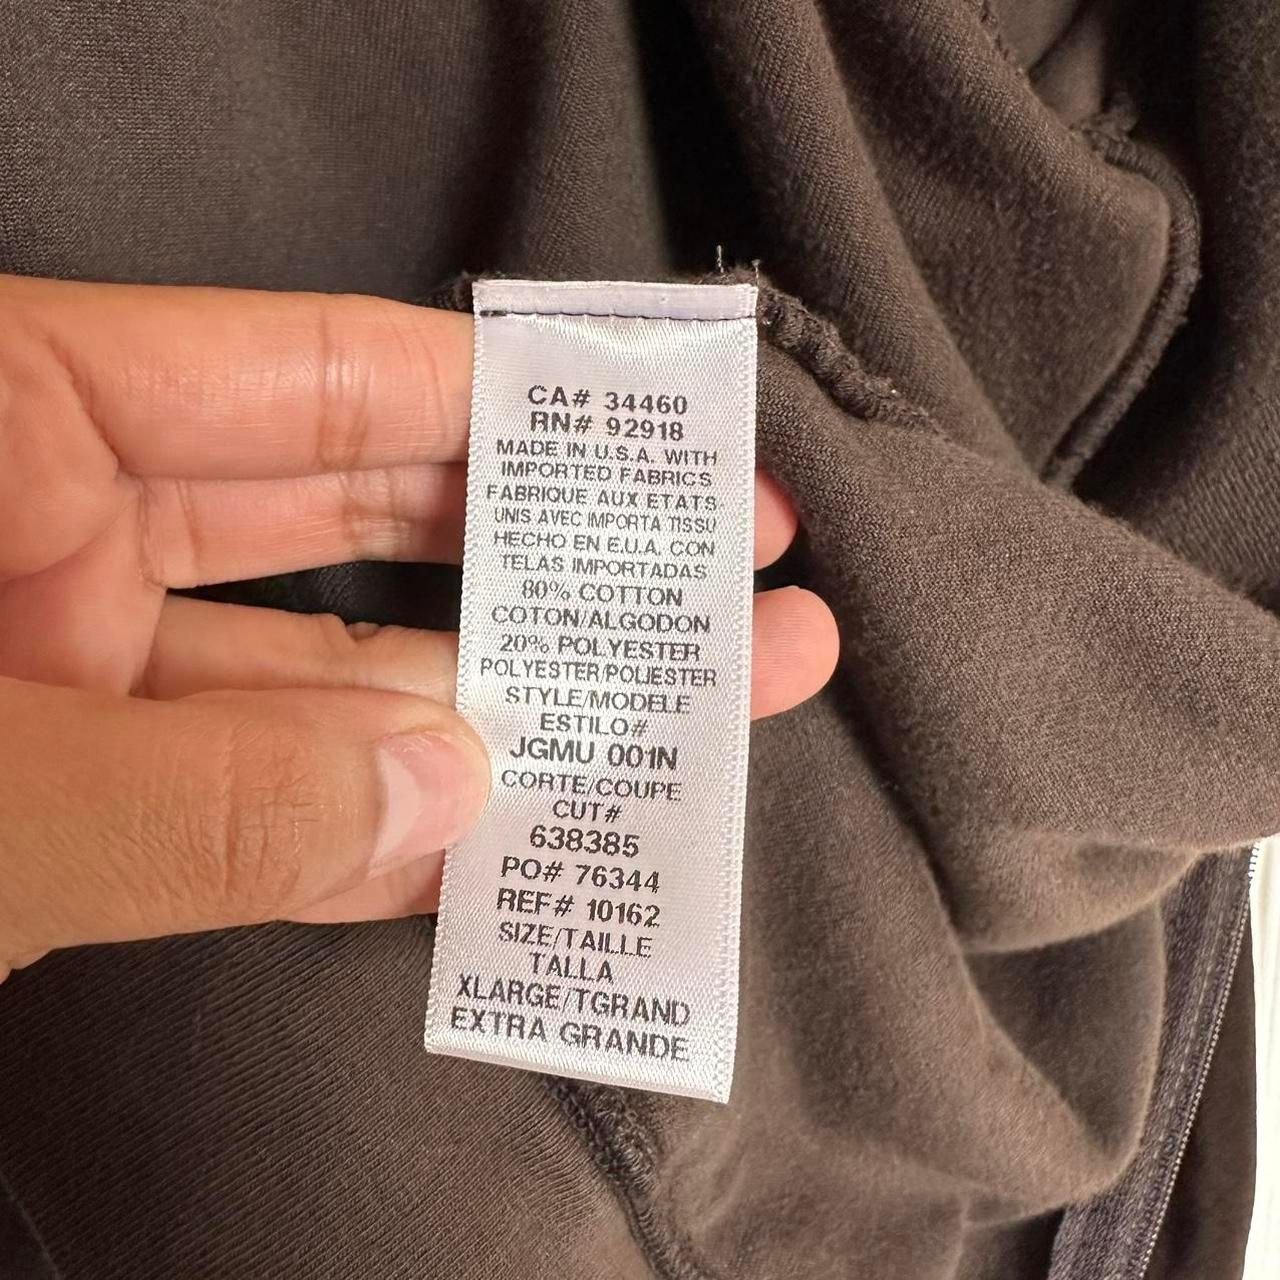 CA# 34460
RN# 92918
MADE IN U.S.A. WITH
IMPORTED FABRICS
FABRIQUE AUX ETATS
UNIS AVEC IMPORTA TISSU
HECHO EN E.U.A. CON
TELAS IMPORTADAS
80% COTTON
COTON/ALGODON
20% POLYESTER
POLYESTER/POLIESTER
STYLE/MODELE
ESTILO#
JGMU 001N
CORTE/COUPE
CUT#
638385
PO# 76344
REF# 10162
SIZE/TAILLE
TALLA
XLARGE/TGRAND
EXTRA GRANDE